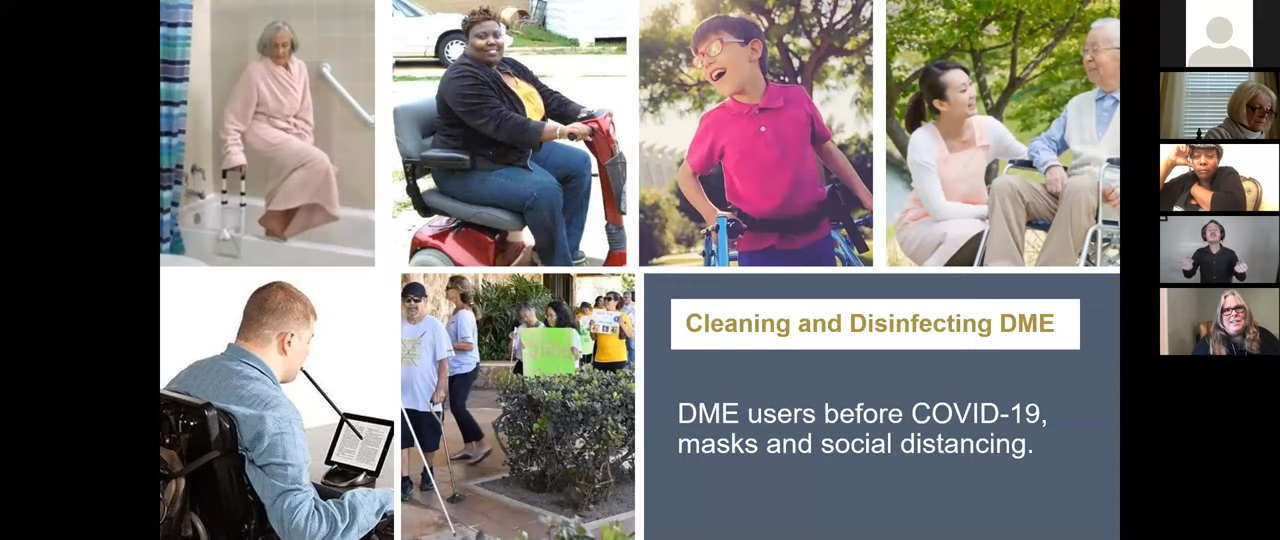 Cleaning and Disinfecting DME
DME users before COVID-19,
masks and social distancing.